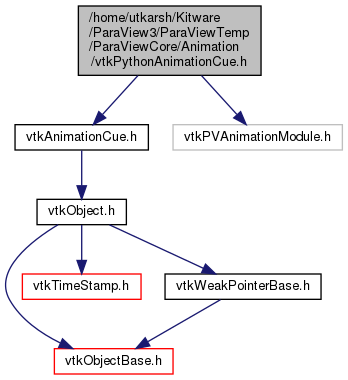 /home/utkarsh/Kitware
/ParaView3/ParaViewTemp
/ParaViewCore/Animation
/vtkPythonAnimationCue.h
vtkAnimationCue.h
vtkPVAnimationModule.h
vtkObject.h
vtkTimeStamp.h
vtkWeakPointerBase.h
vtkObjectBase.h